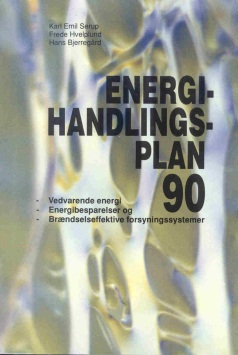 Karl Emil Serup
Frede Hvelplund
Hans Bjerregård
ENERGI-
HANDLINGS-
PLAN
90
- Vedvarende energi
- Energibesparelser og
- Brændselseffektive forsyningssystemer